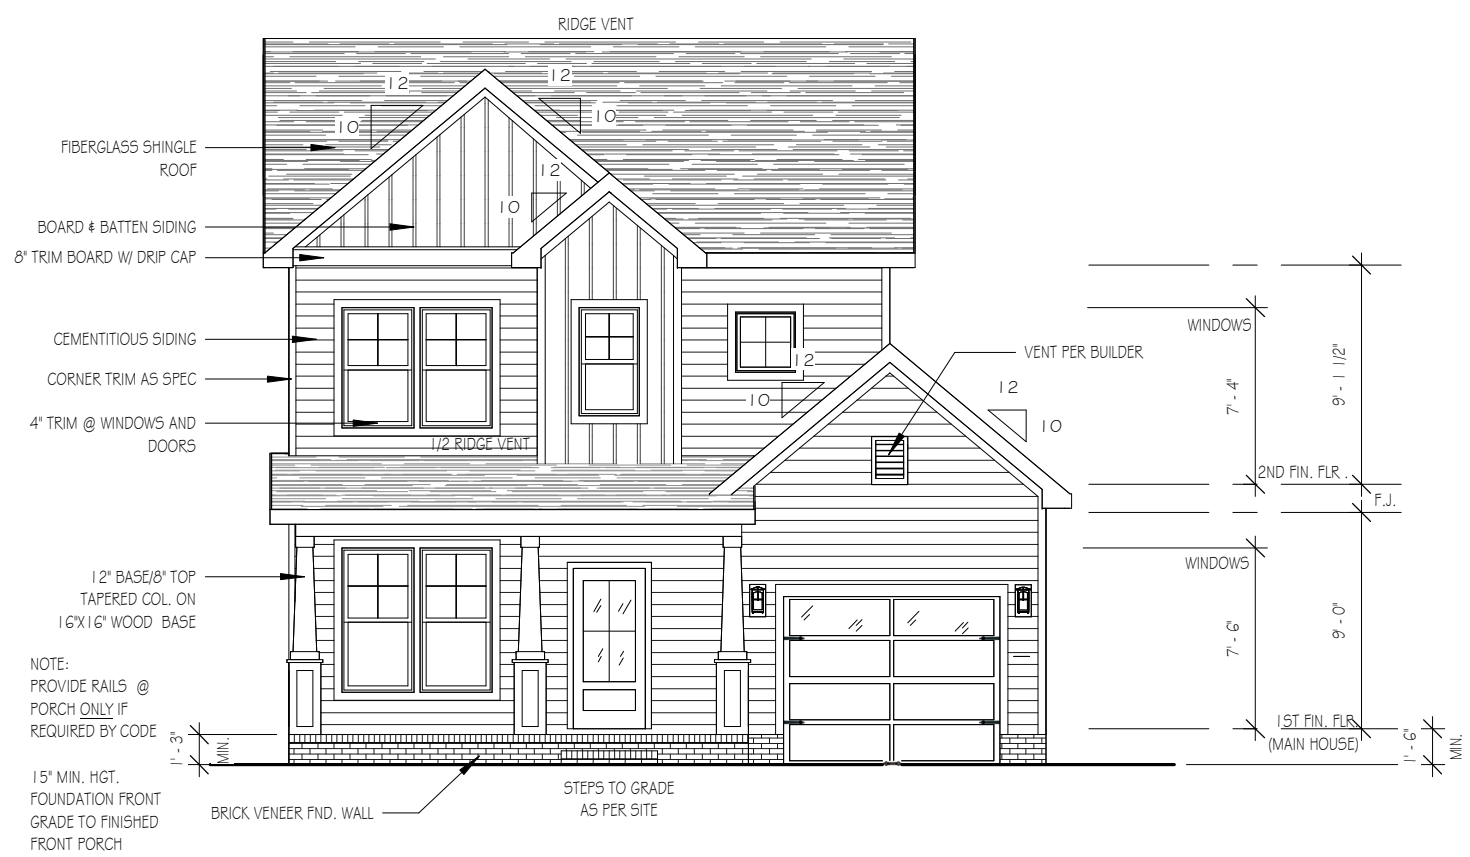 RIDGE VENT
12
12
10
10
FIBERGLASS SHINGLE
ROOF
12
10
BOARD & BATTEN SIDING
8" TRIM BOARD W/ DRIP CAP
WINDOWS
CEMENTITIOUS SIDING
VENT PER BUILDER
12
9' - 1 1/2"
CORNER TRIM AS SPEC
12
7' - 4"
10
4" TRIM @ WINDOWS AND
DOORS
10
1/2 RIDGE VENT
2ND FIN. FLR.
F.J.
WINDOWS
12" BASE/8" TOP
TAPERED COL. ON
16"X16" WOOD BASE
9' - 0"
7' - 6"
NOTE:
PROVIDE RAILS @
PORCH ONLY IF
REQUIRED BY CODE
1ST FIN. FLR.
(MAIN HOUSE)
1' - 3"
MIN.
1' - 6"
MIN.
15" MIN. HGT.
FOUNDATION FRONT
GRADE TO FINISHED
FRONT PORCH
STEPS TO GRADE
AS PER SITE
BRICK VENEER FND. WALL